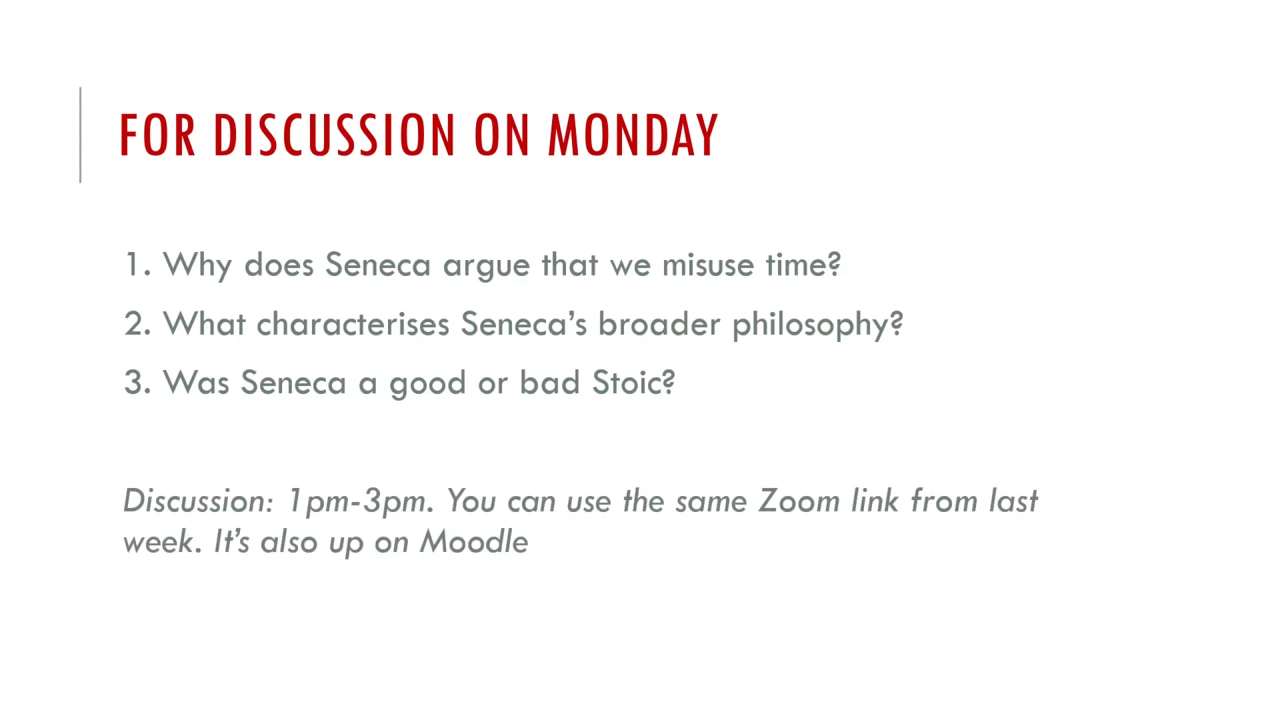 FOR DISCUSSION ON MONDAY
1. Why does Seneca argue that we misuse time?
2. What characterises Seneca's broader philosophy?
3. Was Seneca a good or bad Stoic?
Discussion: 1pm-3pm. You can use the same Zoom link from last
week. It's also up on Moodle